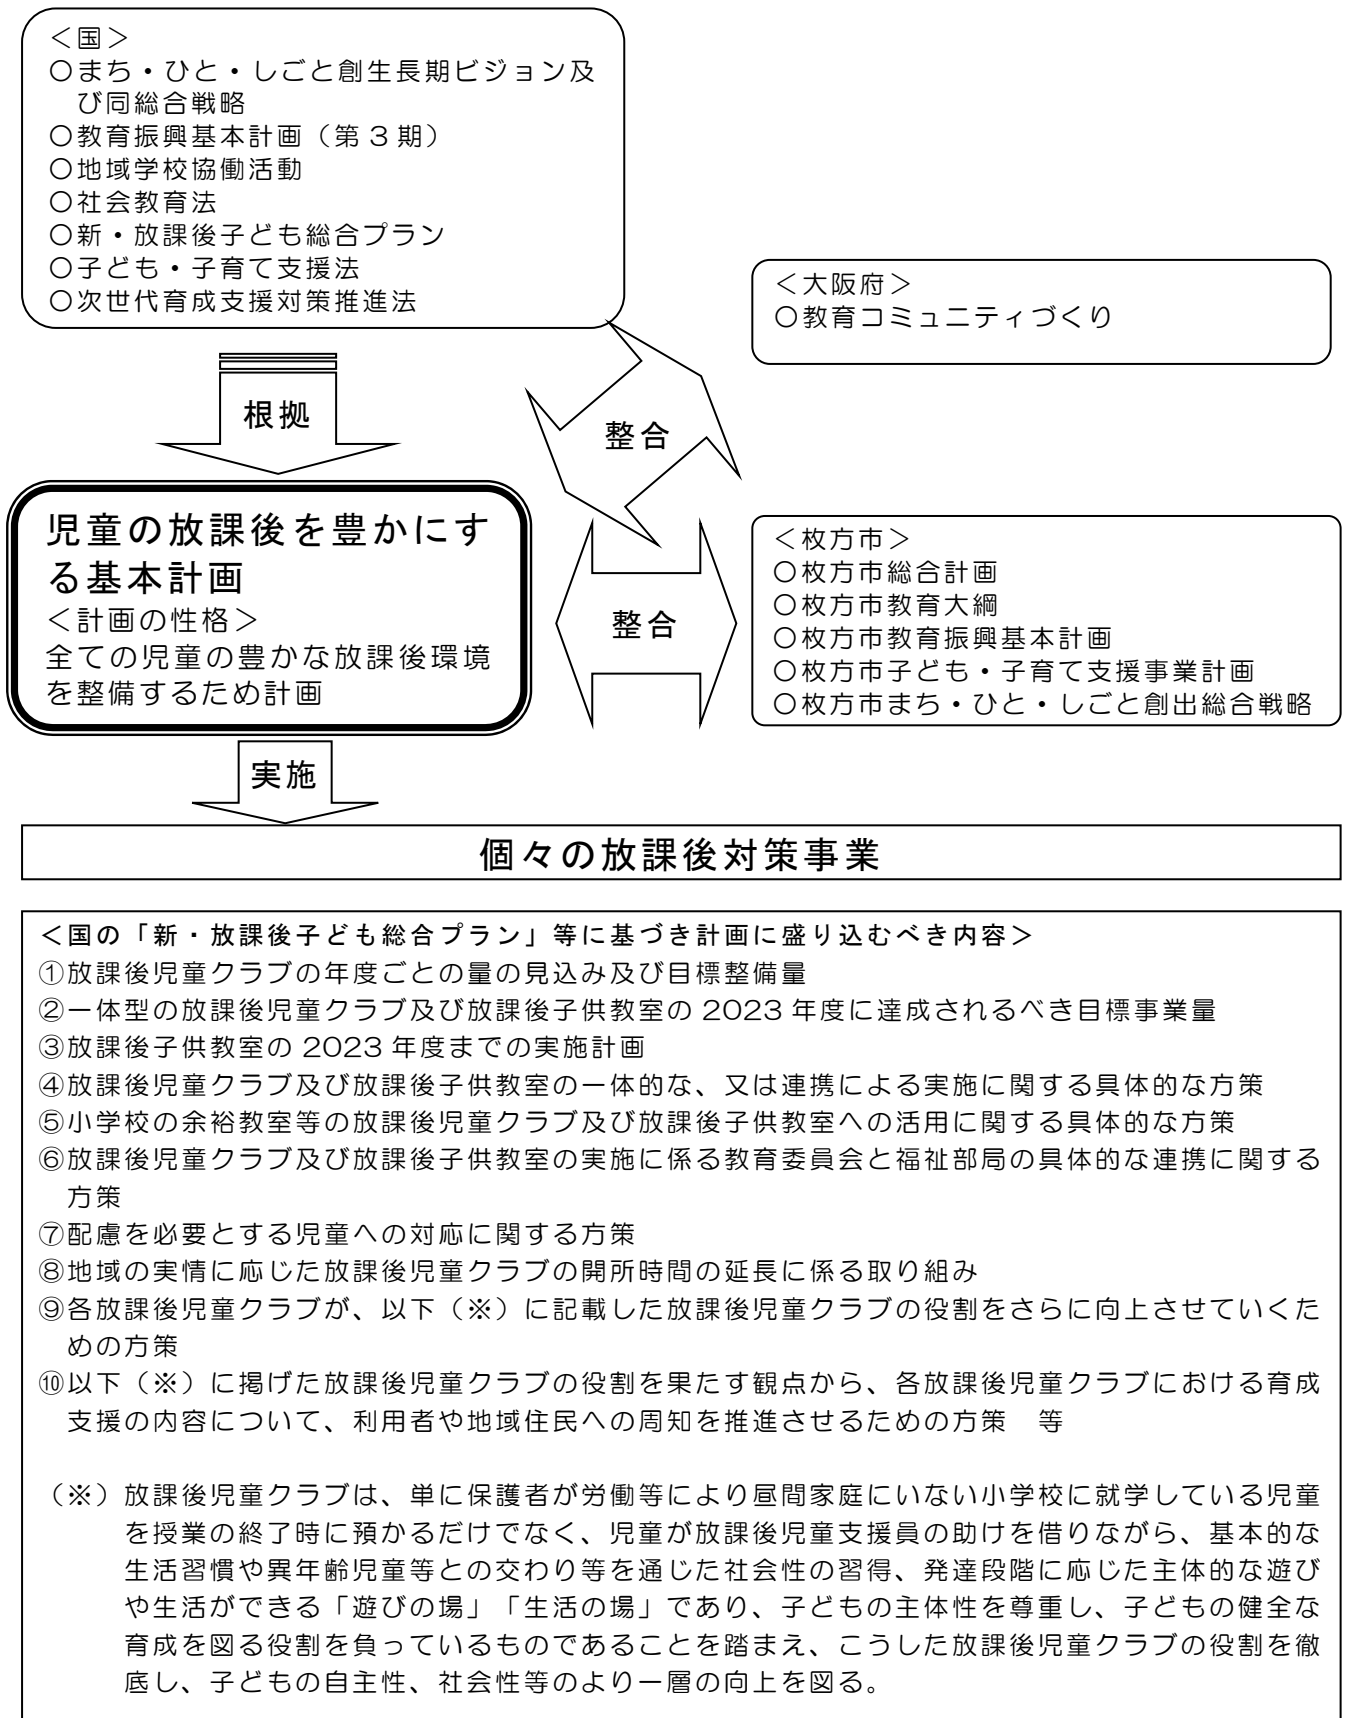 ＜国＞
○まち・ひと・しごと創生長期ビジョン及
び同総合戦略
○教育振興基本計画（第3期）
○地域学校協働活動
○社会教育法
○新・放課後子ども総合プラン
○子ども・子育て支援法
○次世代育成支援対策推進法
＜大阪府＞
○教育コミュニティづくり
根拠
整合
児童の放課後を豊かにす
る基本計画
＜計画の性格＞
全ての児童の豊かな放課後環境
を整備するため計画
整合
＜枚方市＞
○枚方市総合計画
○枚方市教育大綱
○枚方市教育振興基本計画
○枚方市子ども・子育て支援事業計画
○枚方市まち・ひと・しごと創出総合戦略
実施
個々の放課後対策事業
＜国の「新・放課後子ども総合プラン」等に基づき計画に盛り込むべき内容＞
①放課後児童クラブの年度ごとの量の見込み及び目標整備量
②一体型の放課後児童クラブ及び放課後子供教室の2023年度に達成されるべき目標事業量
③放課後子供教室の2023年度までの実施計画
④放課後児童クラブ及び放課後子供教室の一体的な、又は連携による実施に関する具体的な方策
⑤小学校の余裕教室等の放課後児童クラブ及び放課後子供教室への活用に関する具体的な方策
⑥放課後児童クラブ及び放課後子供教室の実施に係る教育委員会と福祉部局の具体的な連携に関する
方策
⑦配慮を必要とする児童への対応に関する方策
⑧地域の実情に応じた放課後児童クラブの開所時間の延長に係る取り組み
⑨各放課後児童クラブが、以下（※）に記載した放課後児童クラブの役割をさらに向上させていくた
めの方策
⑩以下（※）に掲げた放課後児童クラブの役割を果たす観点から、各放課後児童クラブにおける育成
支援の内容について、利用者や地域住民への周知を推進させるための方策　等
（※）放課後児童クラブは、単に保護者が労働等により昼間家庭にいない小学校に就学している児童
を授業の終了時に預かるだけでなく、児童が放課後児童支援員の助けを借りながら、基本的な
生活習慣や異年齢児童等との交わり等を通じた社会性の習得、発達段階に応じた主体的な遊び
や生活ができる「遊びの場」「生活の場」であり、子どもの主体性を尊重し、子どもの健全な
育成を図る役割を負っているものであることを踏まえ、こうした放課後児童クラブの役割を徹
底し、子どもの自主性、社会性等のより一層の向上を図る。